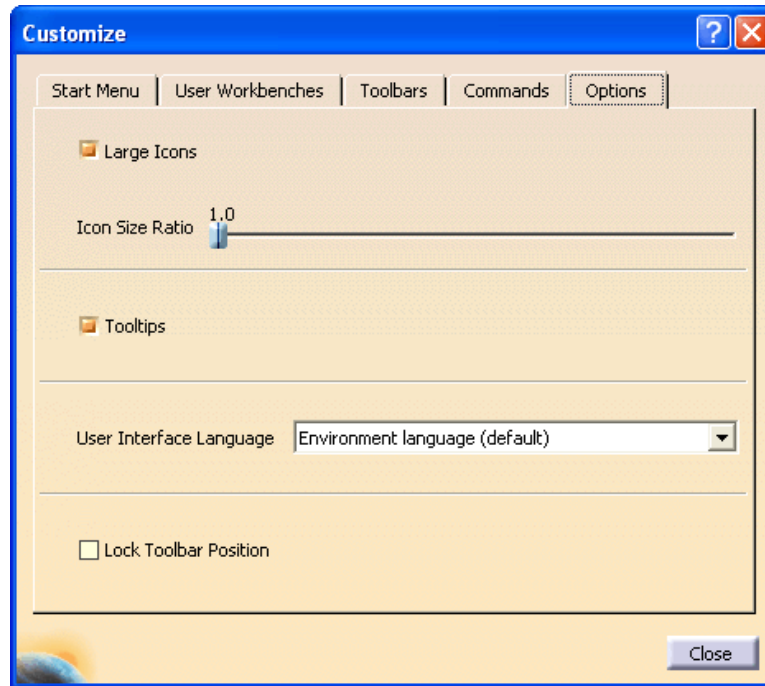 Customize
Start Menu User Workbenches Toolbars Commands Options
Large Icons
1.0
Icon Size Ratio
Tooltips
User Interface Language Environment language (default)
Lock Toolbar Position
Close